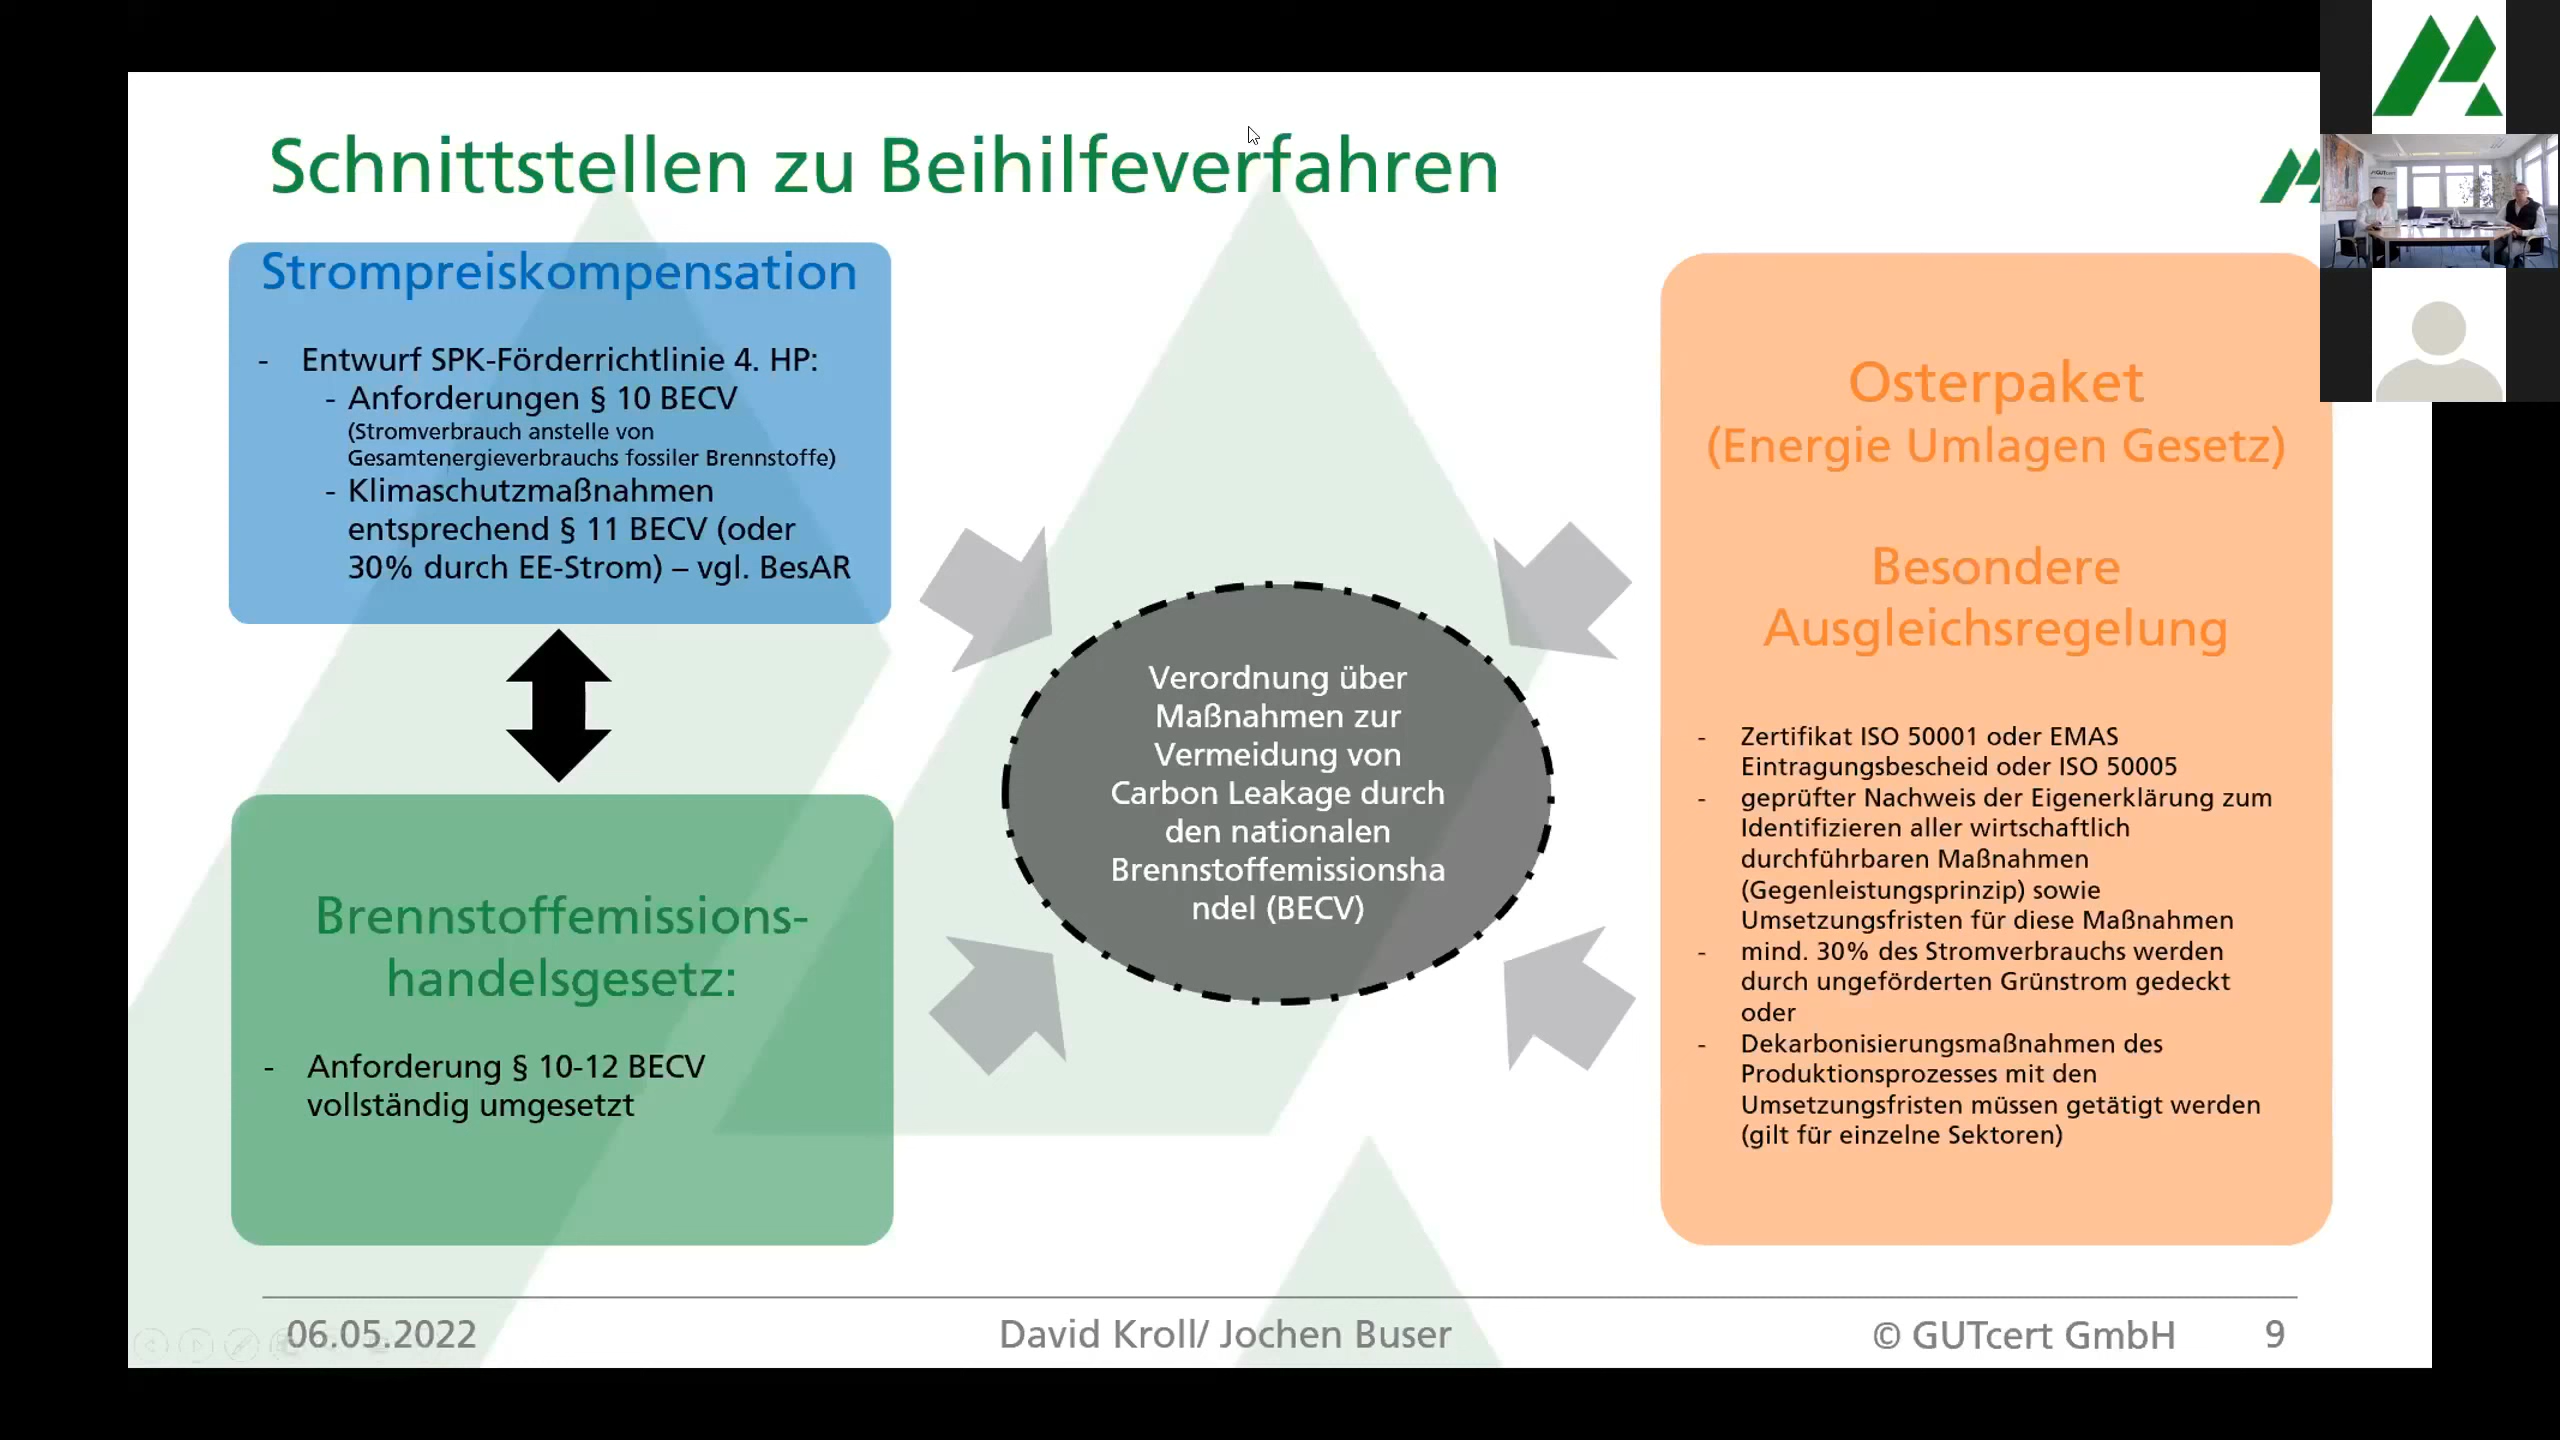 Schnittstellen zu Beihilfeverfahren
Strompreiskompensation
- Entwurf SPK-Förderrichtlinie 4. HP:
- Anforderungen § 10 BECV
(Stromverbrauch anstelle von
Gesamtenergieverbrauchs fossiler Brennstoffe)
- Klimaschutzmaßnahmen
entsprechend § 11 BECV (oder
30% durch EE-Strom) – vgl. BesAR
Brennstoffemissions-
handelsgesetz:
- Anforderung § 10-12 BECV
vollständig umgesetzt
Verordnung über
Maßnahmen zur
Vermeidung von
Carbon Leakage durch
den nationalen
Brennstoffemissionsha
ndel (BECV)
Osterpaket
(Energie Umlagen Gesetz)
Besondere
Ausgleichsregelung
- Zertifikat ISO 50001 oder EMAS
Eintragungsbescheid oder ISO 50005
- geprüfter Nachweis der Eigenerklärung zum
Identifizieren aller wirtschaftlich
durchführbaren Maßnahmen
(Gegenleistungsprinzip) sowie
Umsetzungsfristen für diese Maßnahmen
- mind. 30% des Stromverbrauchs werden
durch ungeförderten Grünstrom gedeckt
oder
- Dekarbonisierungsmaßnahmen des
Produktionsprozesses mit den
Umsetzungsfristen müssen getätigt werden
(gilt für einzelne Sektoren)
06.05.2022
David Kroll/ Jochen Buser
© GUTcert GmbH
9